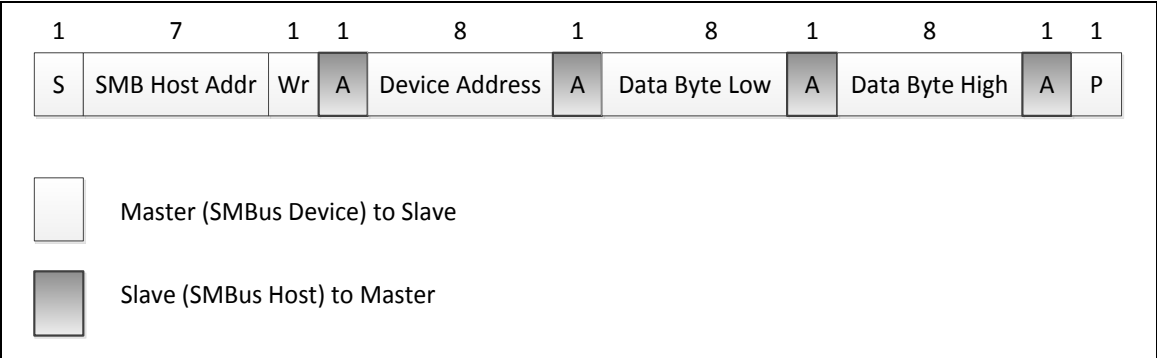 1 7 1 1 8 1 8 1 8 1 1
S SMB Host Addr Wr A Device Address A Data Byte Low A Data Byte High A P
Master (SMBus Device) to Slave
Slave (SMBus Host) to Master